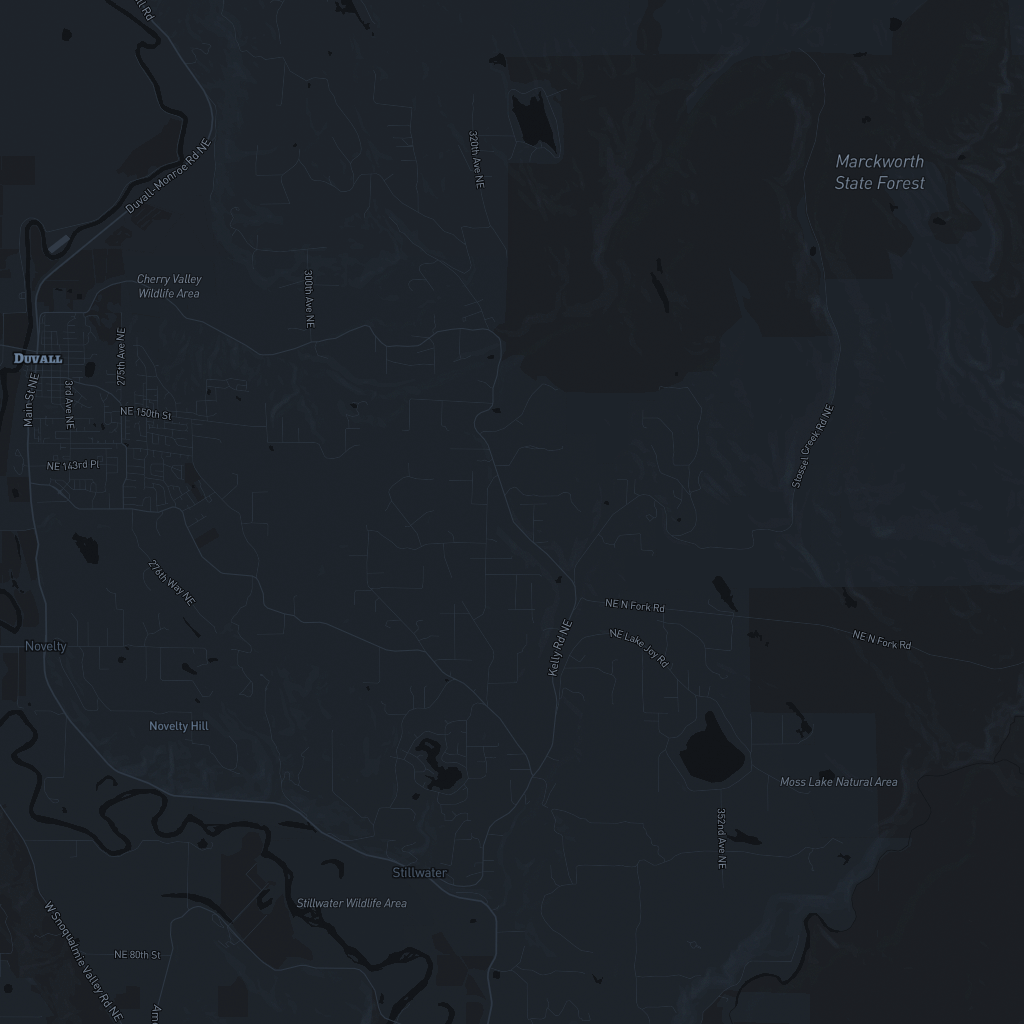 Duvall-Monroe Rd NE
320th Ave NE
Marckworth
State Forest
Cherry Valley
Wildlife Area
300th Ave NE
Duvall
Main St NE
3rd Ave NE
275th Ave NE
NE 150th St
NE 143rd Pl
Stossel Creek Rd NE
276th Way NE
NE N Fork Rd
NE Lake Joy Rd
NE N Fork Rd
Kelly Rd NE
Novelty
Novelty Hill
Moss Lake Natural Area
352nd Ave NE
Stillwater
Stillwater Wildlife Area
W Snoqualmie Valley Rd NE
NE 80th St